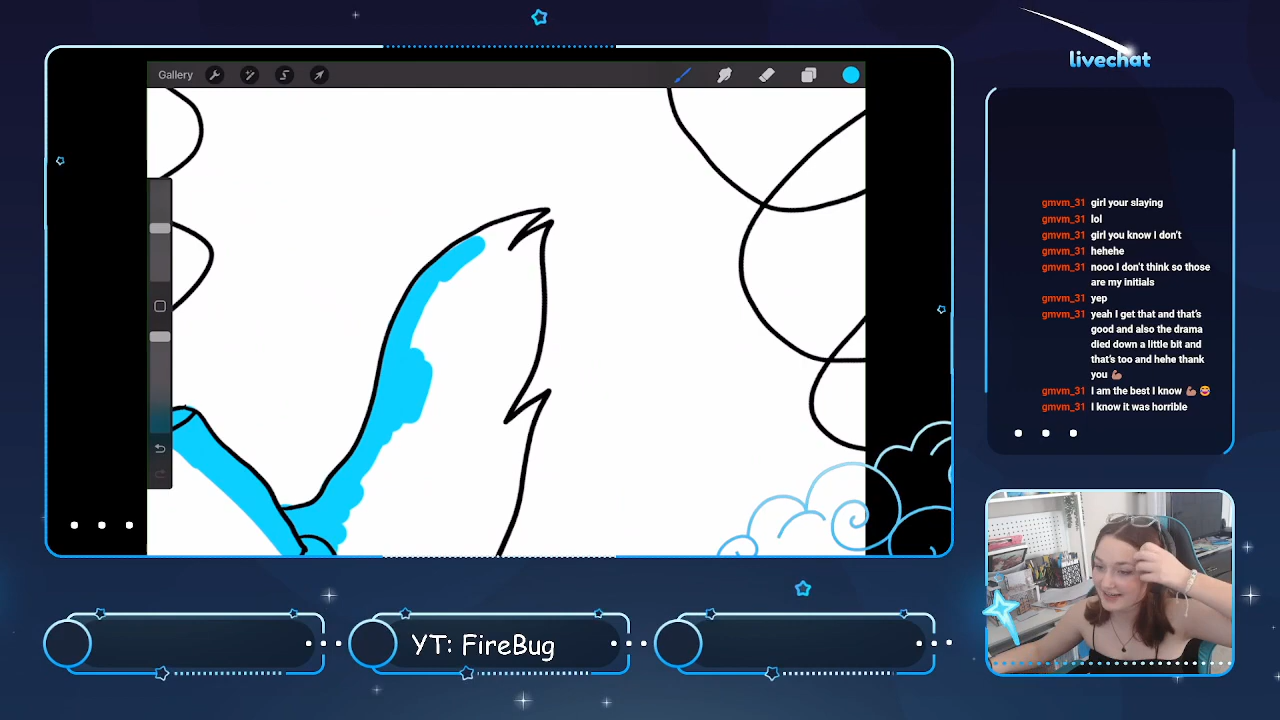 livechat
Gallery
gmvm_31 girl your slaying
gmvm_31 lol
gmvm_31 girl you know I don't
gmvm_31 hehehe
gmvm_31 nooo I don't think so those
are my initials
gmvm_31 yep
gmvm_31 yeah I get that and that's
good and also the drama
died down a little bit and
that's too and hehe thank
you 💪🏽
gmvm_31 I am the best I know 💪🏽 🥰
gmvm_31 I know it was horrible
YT: FireBug